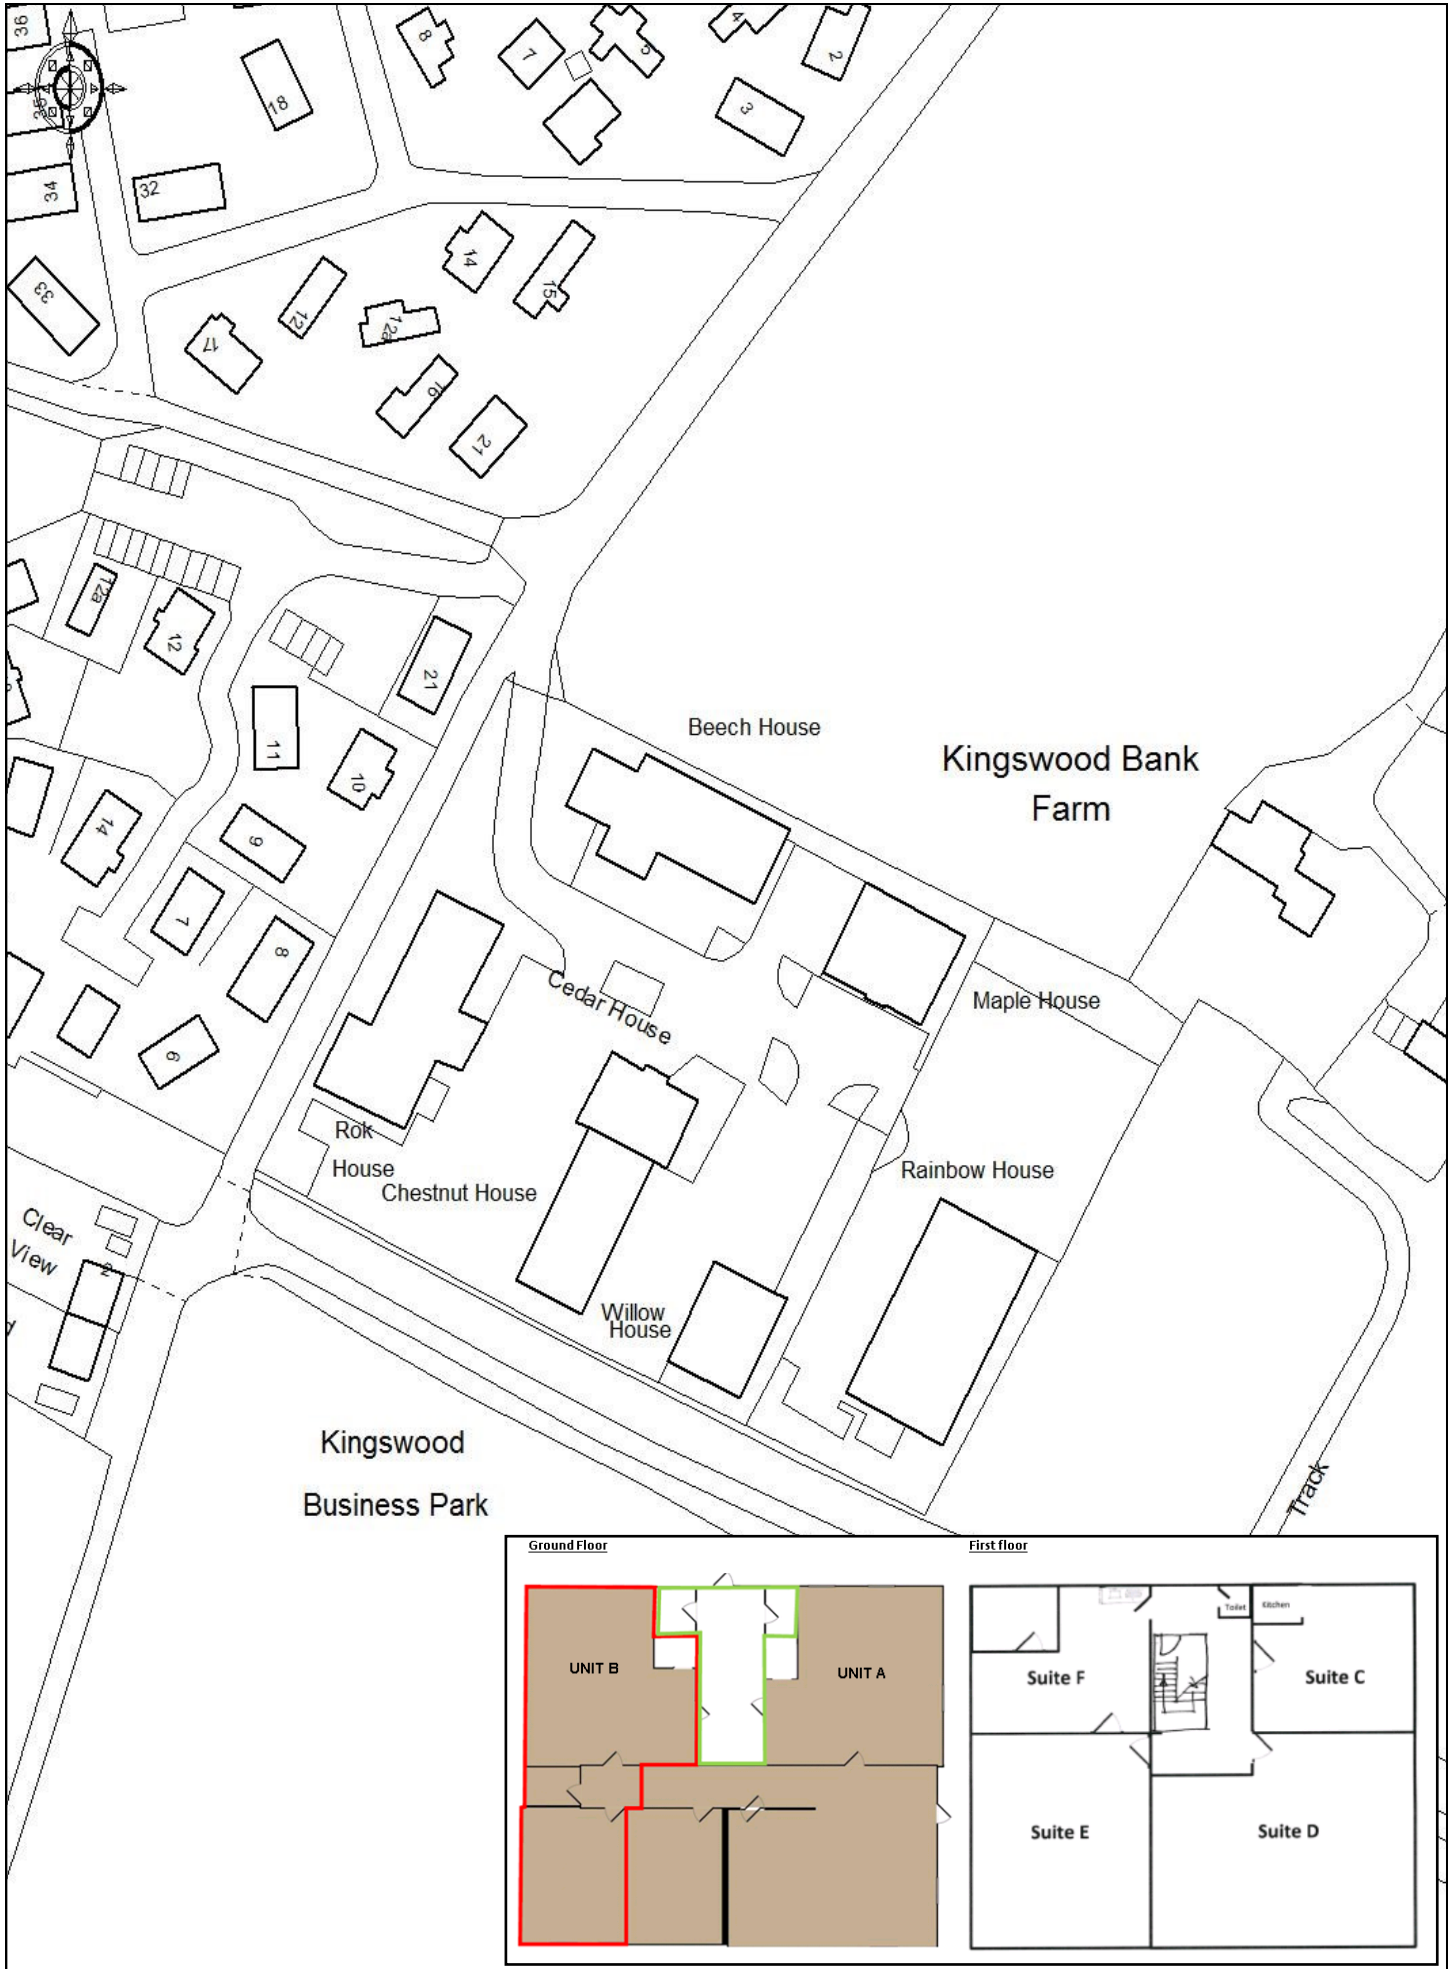 36
35
18
8
7
5
4
2
3
34
32
33
14
15
12
12a
17
16
21
12a
12
21
11
10
14
9
7
8
6
Beech House
Kingswood Bank
Farm
Cedar House
Maple House
Rok
House
Chestnut House
Rainbow House
Willow
House
Clear
View
2
Kingswood
Business Park
Track
Ground Floor
First floor
UNIT B
UNIT A
Toilet
Kitchen
Suite F
Suite C
Suite E
Suite D